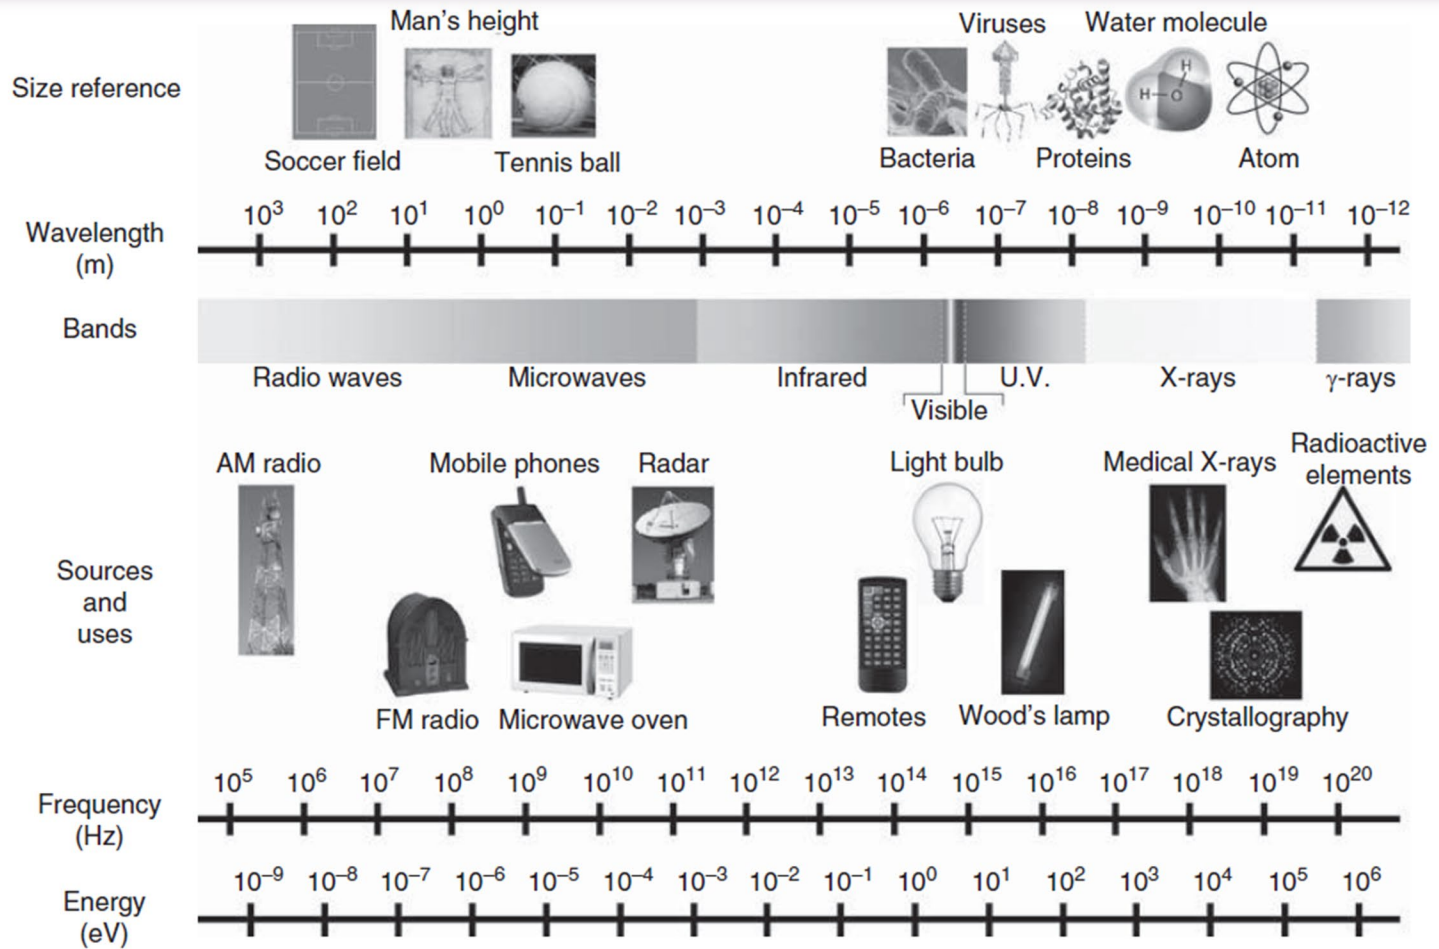 Man's height
Viruses
Water molecule
Size reference
H
H–O
Soccer field
Tennis ball
Bacteria
Proteins
Atom
10³ 10² 10¹ 10⁰ 10⁻¹ 10⁻² 10⁻³ 10⁻⁴ 10⁻⁵ 10⁻⁶ 10⁻⁷ 10⁻⁸ 10⁻⁹ 10⁻¹⁰ 10⁻¹¹ 10⁻¹²
Wavelength
(m)
Bands
Radio waves
Microwaves
Infrared
U.V.
X-rays
γ-rays
Visible
AM radio
Mobile phones
Radar
Light bulb
Medical X-rays
Radioactive
elements
Sources
and
uses
FM radio
Microwave oven
Remotes
Wood's lamp
Crystallography
10⁵ 10⁶ 10⁷ 10⁸ 10⁹ 10¹⁰ 10¹¹ 10¹² 10¹³ 10¹⁴ 10¹⁵ 10¹⁶ 10¹⁷ 10¹⁸ 10¹⁹ 10²⁰
Frequency
(Hz)
10⁻⁹ 10⁻⁸ 10⁻⁷ 10⁻⁶ 10⁻⁵ 10⁻⁴ 10⁻³ 10⁻² 10⁻¹ 10⁰ 10¹ 10² 10³ 10⁴ 10⁵ 10⁶
Energy
(eV)